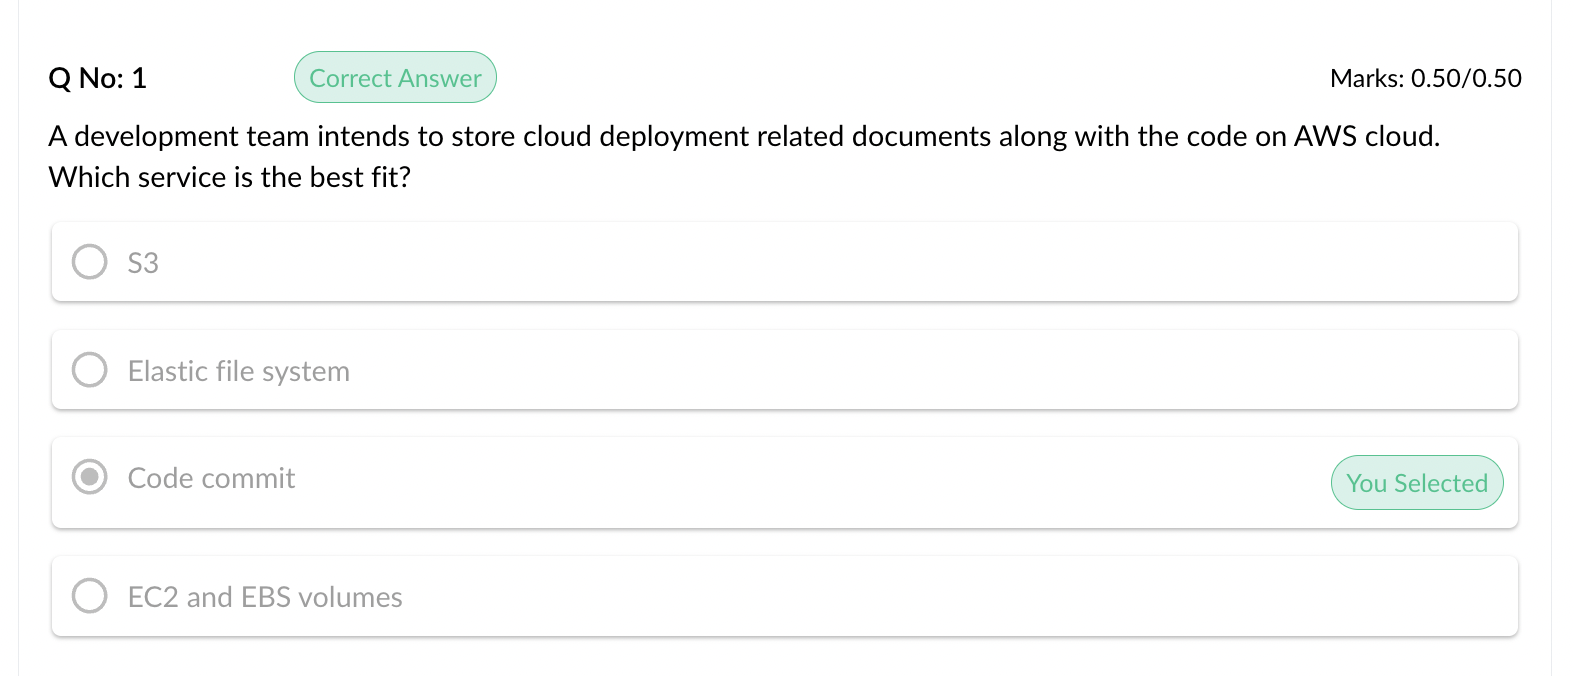 Q No: 1
Correct Answer
Marks: 0.50/0.50
A development team intends to store cloud deployment related documents along with the code on AWS cloud.
Which service is the best fit?
S3
Elastic file system
Code commit
You Selected
EC2 and EBS volumes